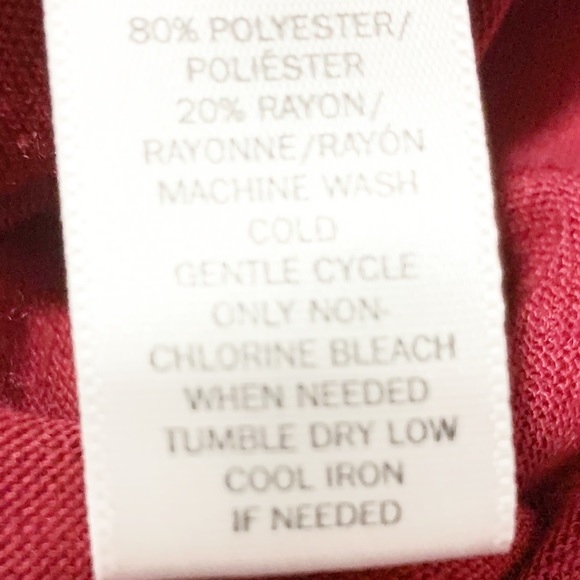 80% POLYESTER/
POLIÉSTER
20% RAYON/
RAYONNE/RAYÓN
MACHINE WASH
COLD
GENTLE CYCLE
ONLY NON-
CHLORINE BLEACH
WHEN NEEDED
TUMBLE DRY LOW
COOL IRON
IF NEEDED